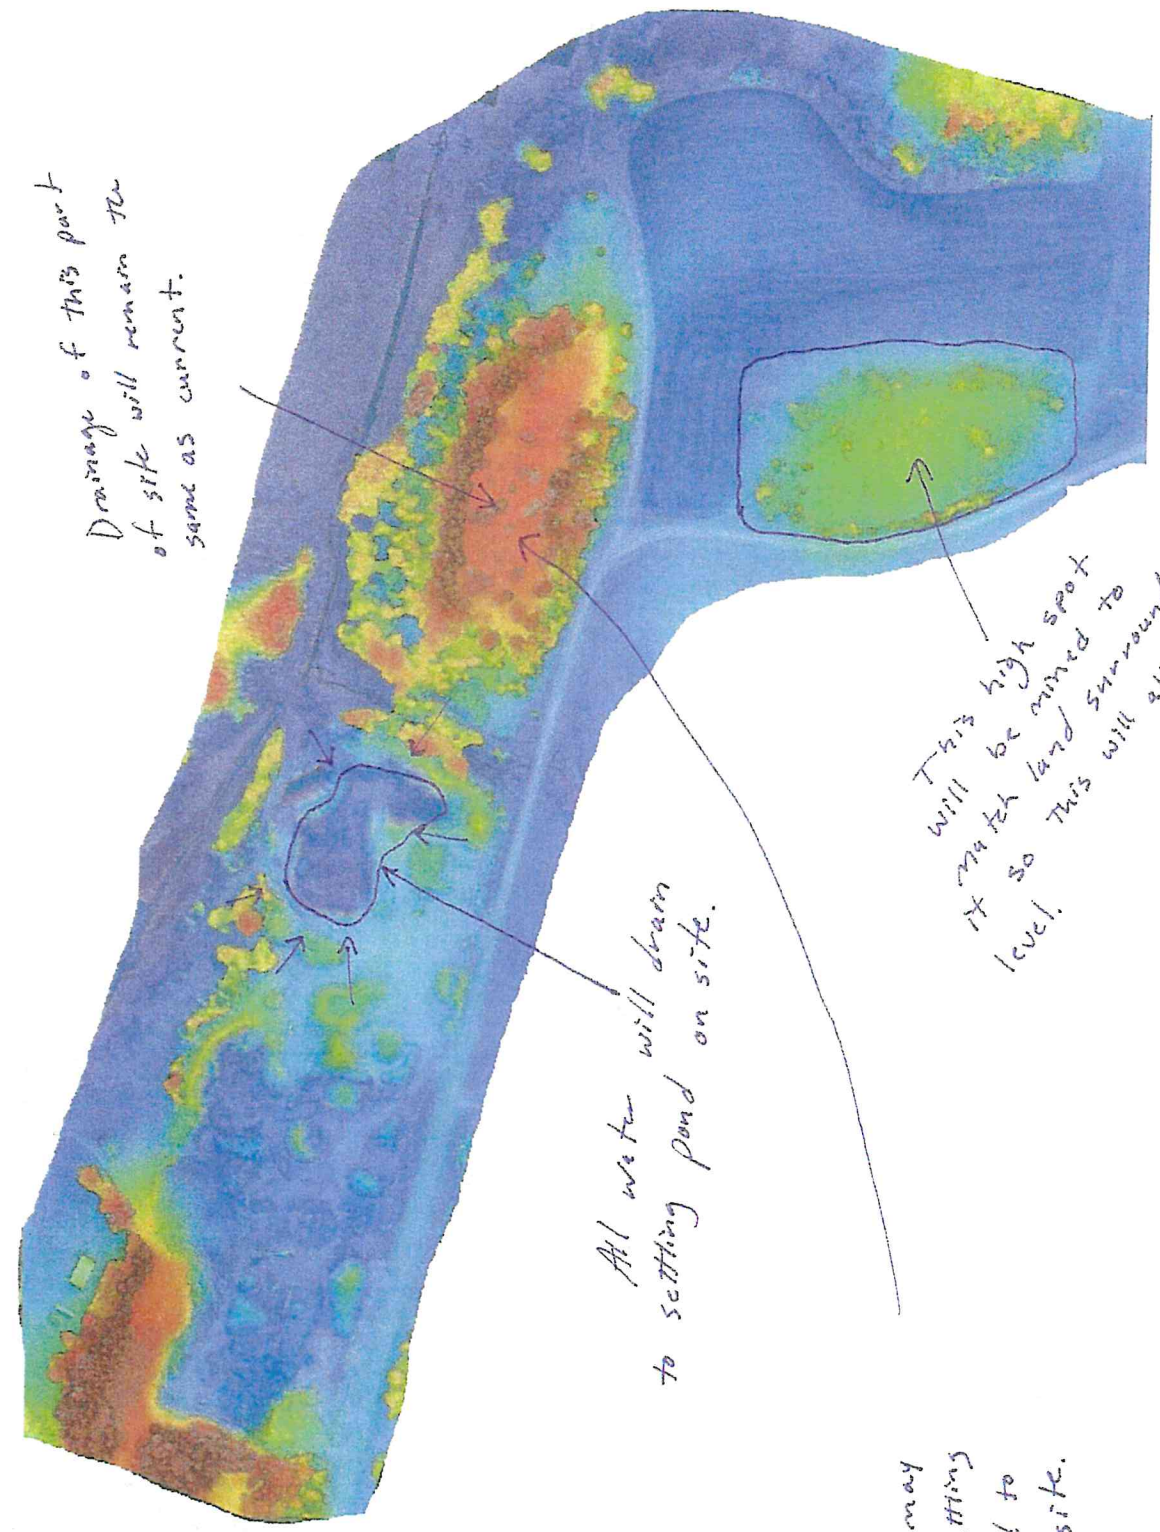 Drainage of this part
of site will remain the
same as current.
All water will drain
to settling pond on site.
This high spot
will be mined to
match land surround
it so this will
level.
may
to
site.